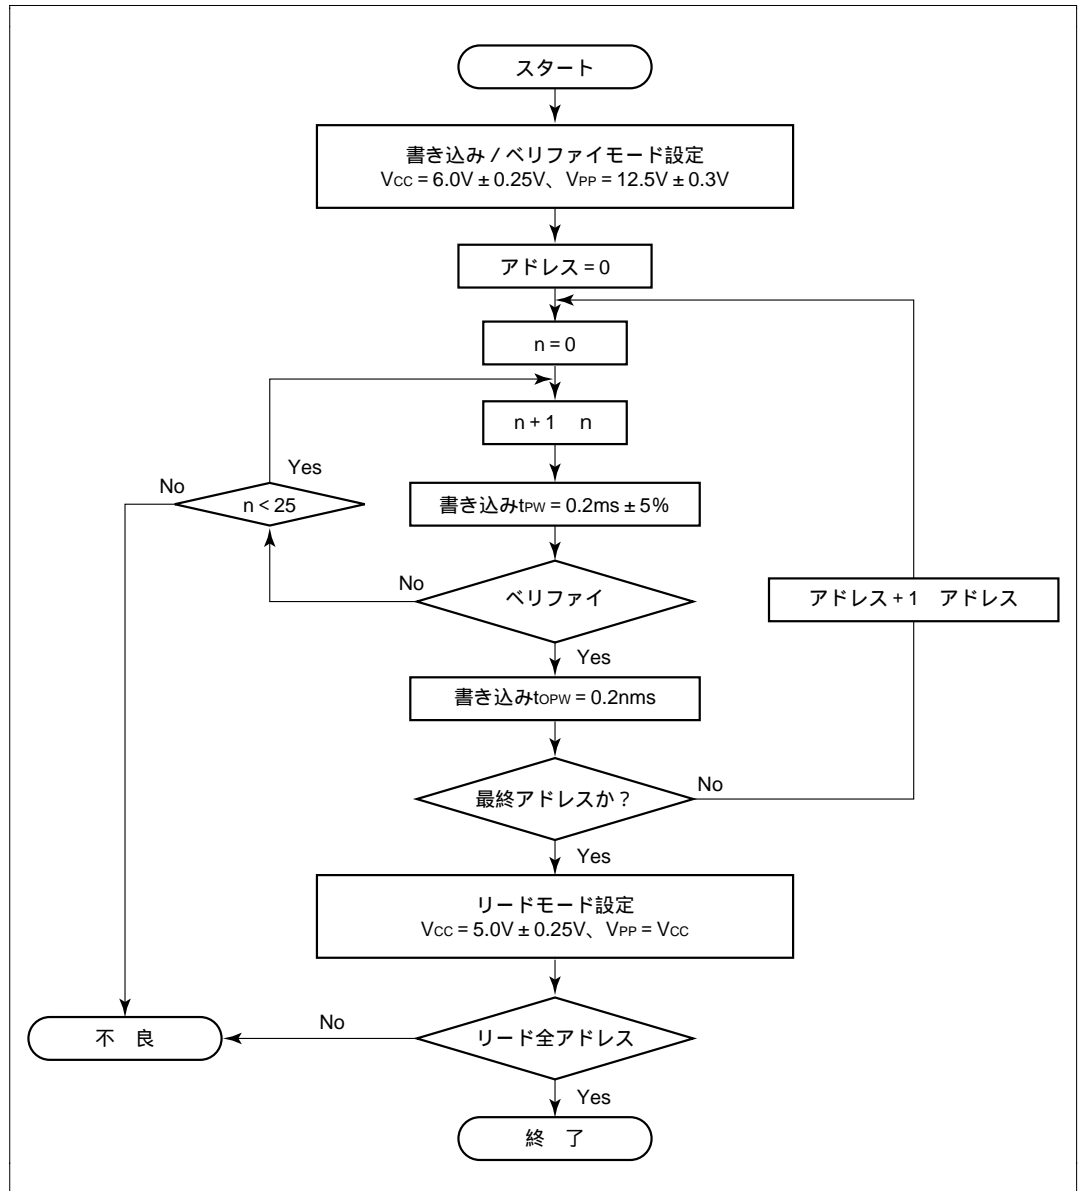 スタート
書き込み / ベリファイモード設定
VCC = 6.0V ± 0.25V、 VPP = 12.5V ± 0.3V
アドレス = 0
n = 0
n + 1 n
Yes
No
n < 25
書き込みtPW = 0.2ms ± 5%
No
ベリファイ
アドレス + 1 アドレス
Yes
書き込みtOPW = 0.2nms
最終アドレスか？
No
Yes
リードモード設定
VCC = 5.0V ± 0.25V、 VPP = VCC
不 良
No
リード全アドレス
Yes
終 了